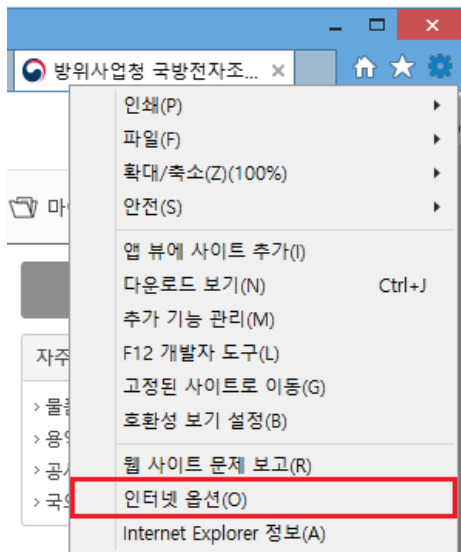 방위사업청 국방전자조...
인쇄(P)
파일(F)
확대/축소(Z)(100%)
안전(S)
마
앱 뷰에 사이트 추가(I)
다운로드 보기(N) Ctrl+J
추가 기능 관리(M)
자주
F12 개발자 도구(L)
고정된 사이트로 이동(G)
호환성 보기 설정(B)
웹 사이트 문제 보고(R)
인터넷 옵션(O)
Internet Explorer 정보(A)